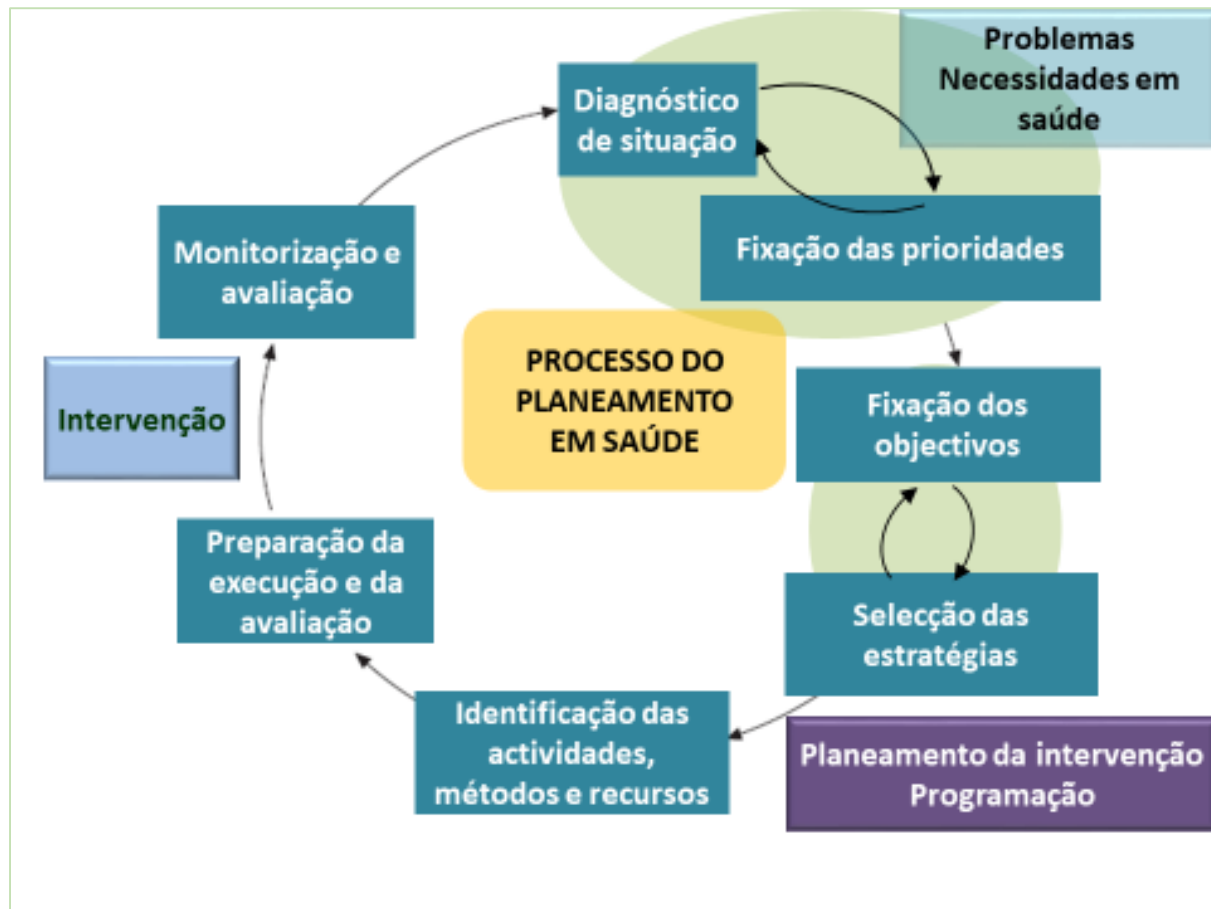 Problemas
Necessidades em
saúde
Diagnóstico
de situação
Fixação das prioridades
Monitorização e
avaliação
PROCESSO DO
PLANEAMENTO
EM SAÚDE
Intervenção
Fixação dos
objectivos
Preparação da
execução e da
avaliação
Selecção das
estratégias
Identificação das
actividades,
métodos e recursos
Planeamento da intervenção
Programação